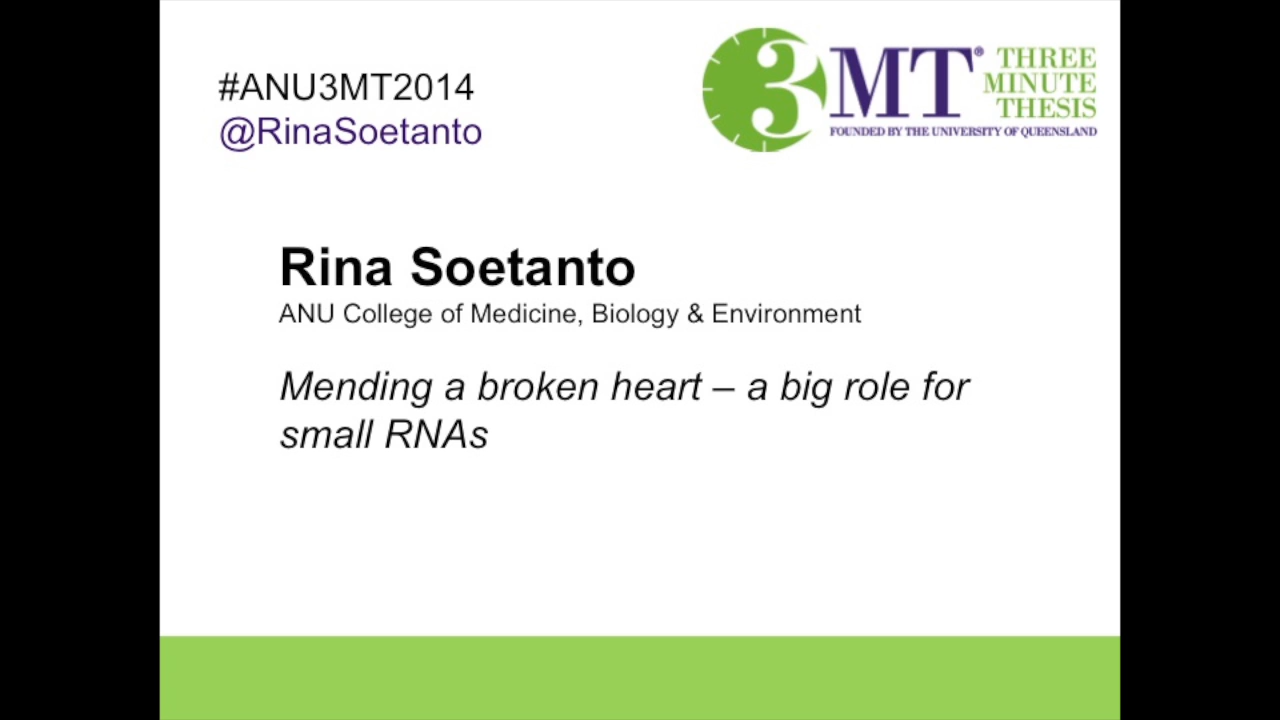 #ANU3MT2014
@RinaSoetanto
3MT® THREE
MINUTE
THESIS
FOUNDED BY THE UNIVERSITY OF QUEENSLAND
Rina Soetanto
ANU College of Medicine, Biology & Environment
Mending a broken heart – a big role for
small RNAs